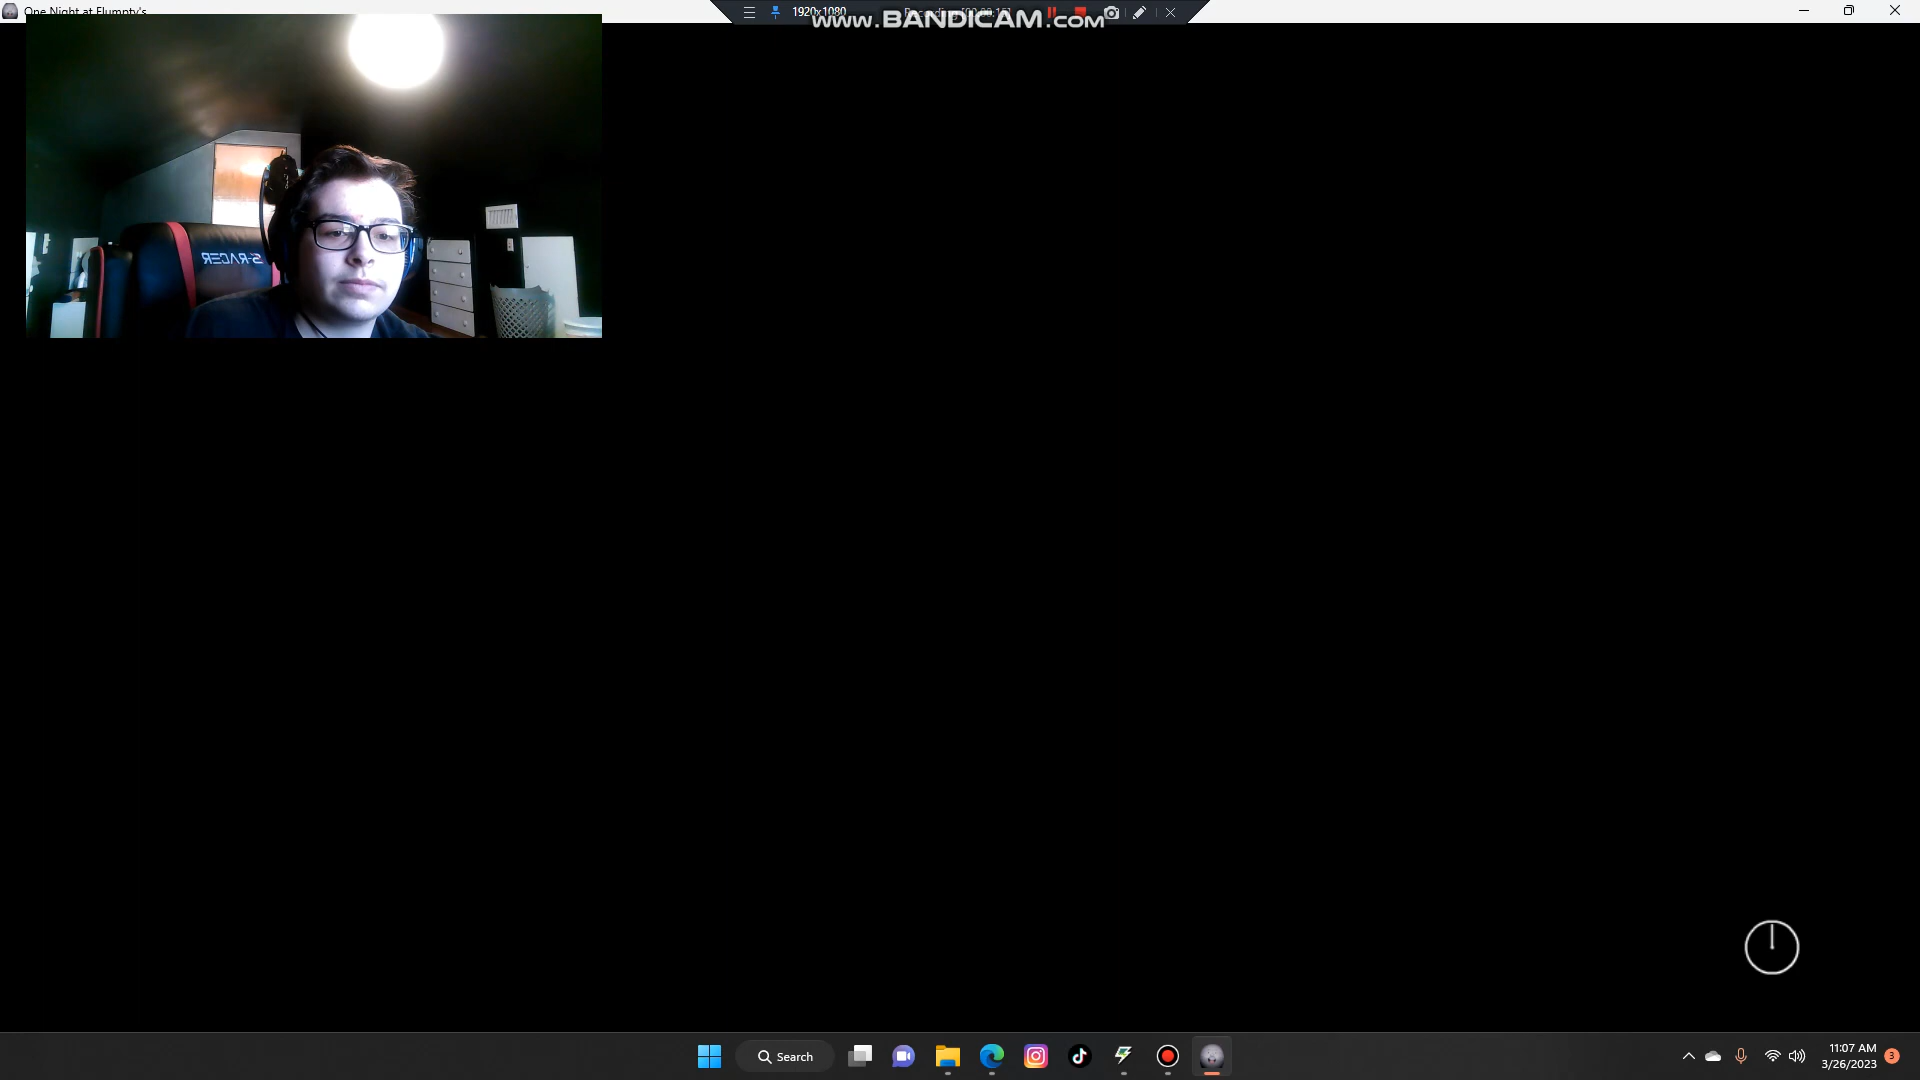 One Night at Flumpty's
1920x1080
www.BANDICAM.com
S-RACER
Search
11:07 AM
3/26/2023
3